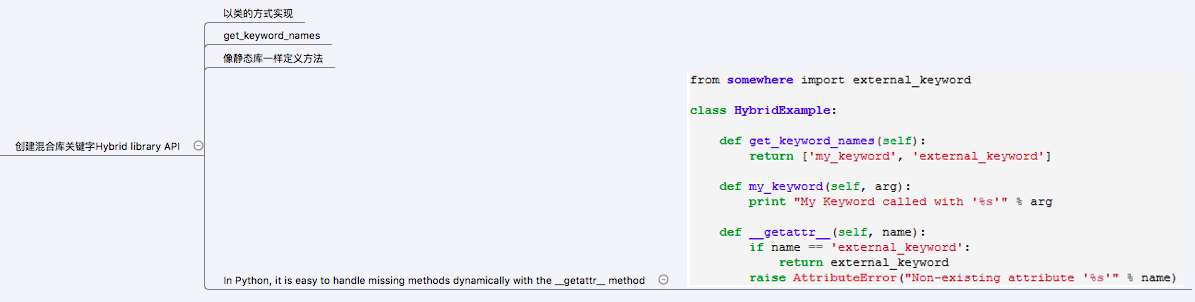 以类的方式实现
get_keyword_names
像静态库一样定义方法
创建混合库关键字Hybrid library API
In Python, it is easy to handle missing methods dynamically with the __getattr__ method
from somewhere import external_keyword
class HybridExample:
def get_keyword_names(self):
return ['my_keyword', 'external_keyword']
def my_keyword(self, arg):
print "My Keyword called with '%s'" % arg
def __getattr__(self, name):
if name == 'external_keyword':
return external_keyword
raise AttributeError("Non-existing attribute '%s'" % name)